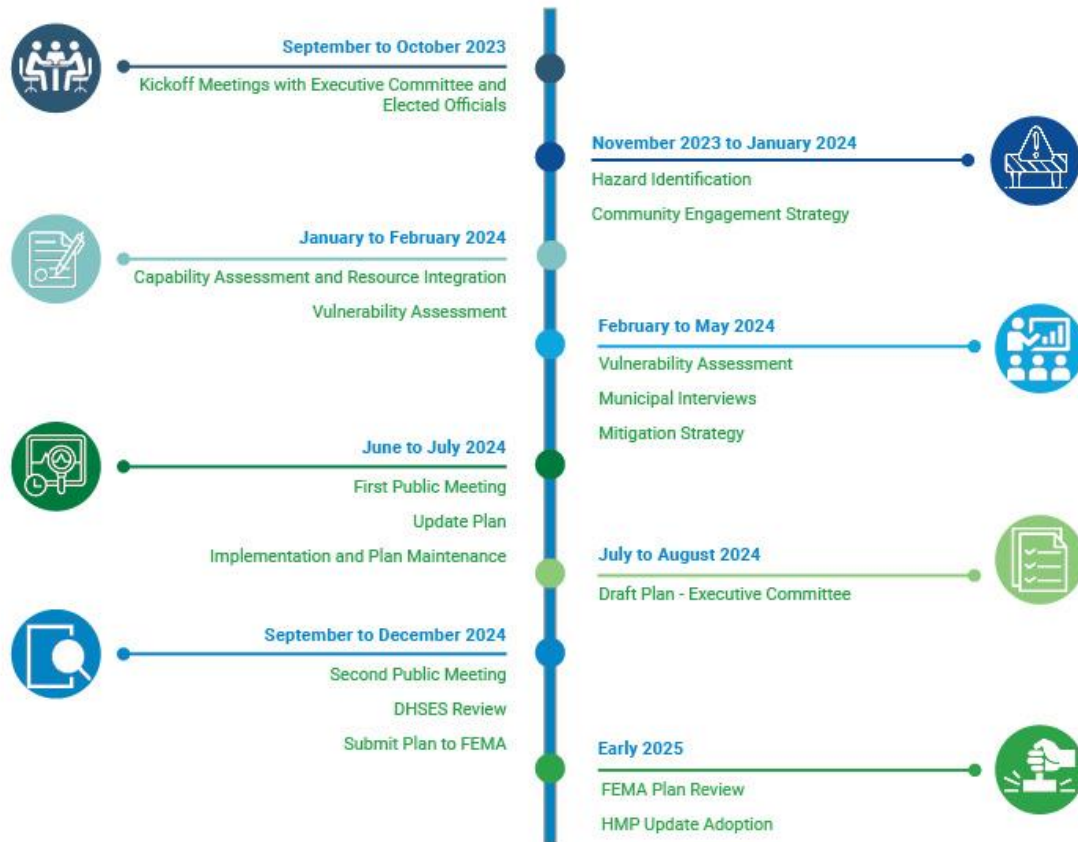 September to October 2023
Kickoff Meetings with Executive Committee and
Elected Officials
November 2023 to January 2024
Hazard Identification
Community Engagement Strategy
January to February 2024
Capability Assessment and Resource Integration
Vulnerability Assessment
February to May 2024
Vulnerability Assessment
Municipal Interviews
Mitigation Strategy
June to July 2024
First Public Meeting
Update Plan
Implementation and Plan Maintenance
July to August 2024
Draft Plan - Executive Committee
September to December 2024
Second Public Meeting
DHSES Review
Submit Plan to FEMA
Early 2025
FEMA Plan Review
HMP Update Adoption